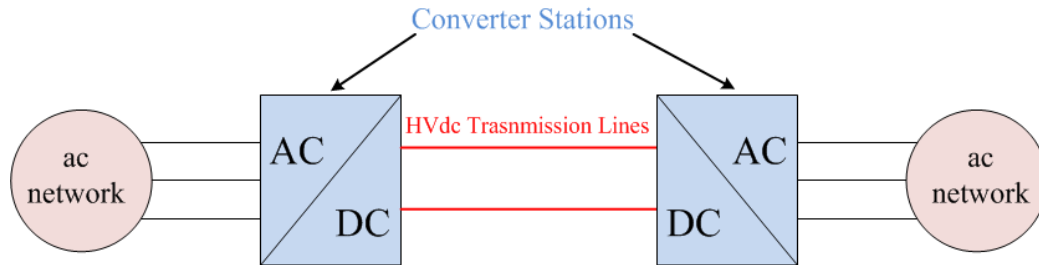 Converter Stations
HVdc Trasnmission Lines
ac
network
AC
DC
AC
DC
ac
network